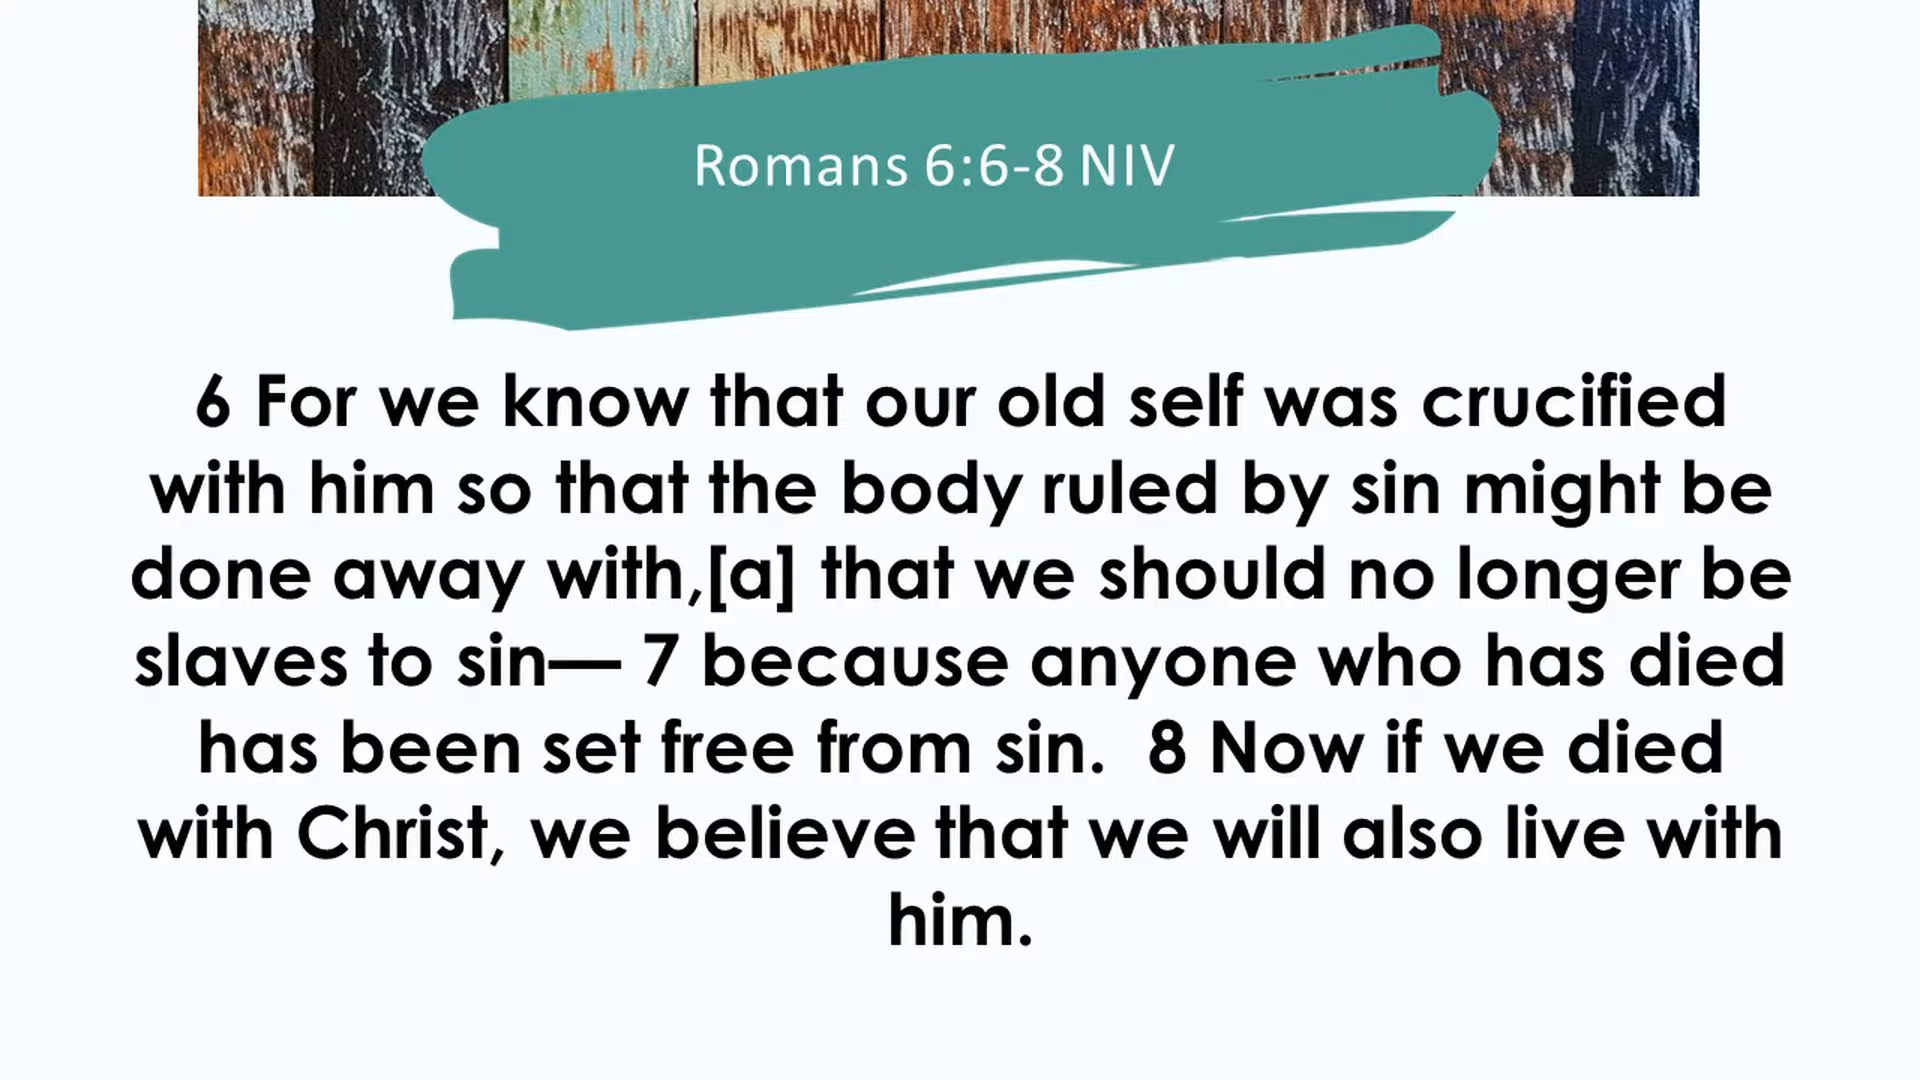 Romans 6:6-8 NIV
6 For we know that our old self was crucified
with him so that the body ruled by sin might be
done away with,[a] that we should no longer be
slaves to sin— 7 because anyone who has died
has been set free from sin.  8 Now if we died
with Christ, we believe that we will also live with
him.